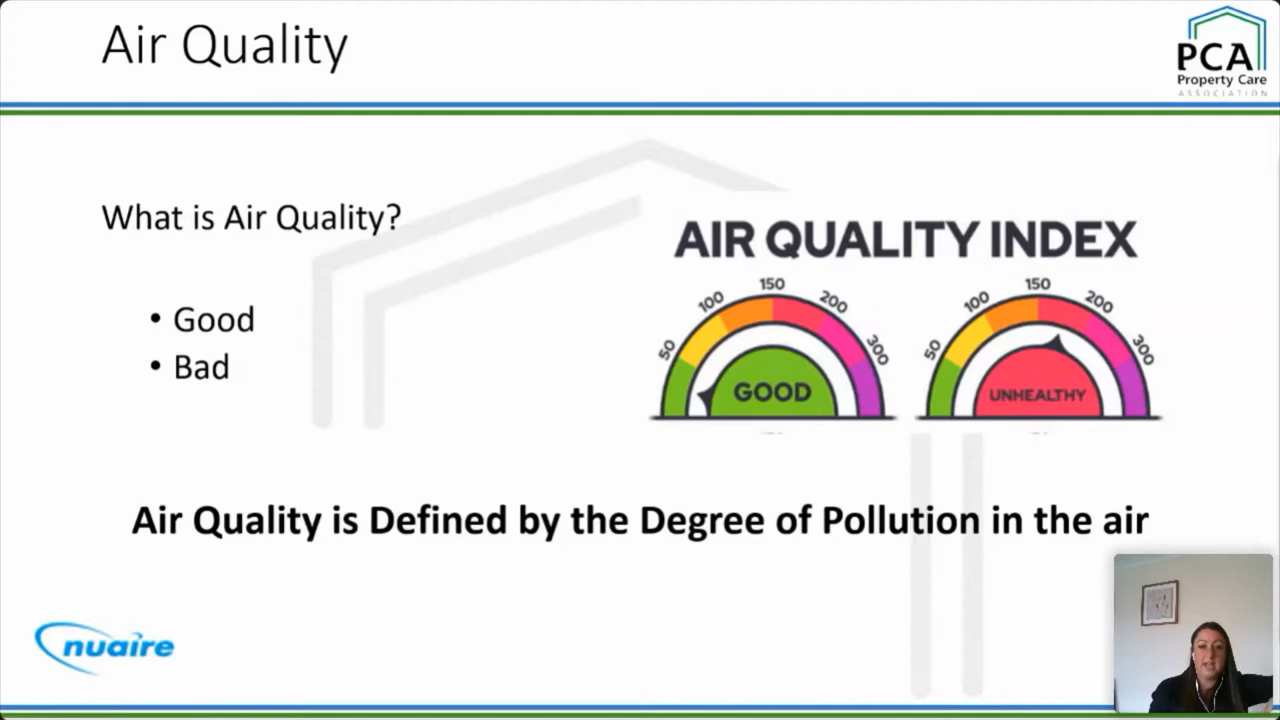 Air Quality
PCA
Property Care
ASSOCIATION
What is Air Quality?
• Good
• Bad
AIR QUALITY INDEX
50 100 150 200 300
GOOD
50 100 150 200 300
UNHEALTHY
Air Quality is Defined by the Degree of Pollution in the air
nuaire